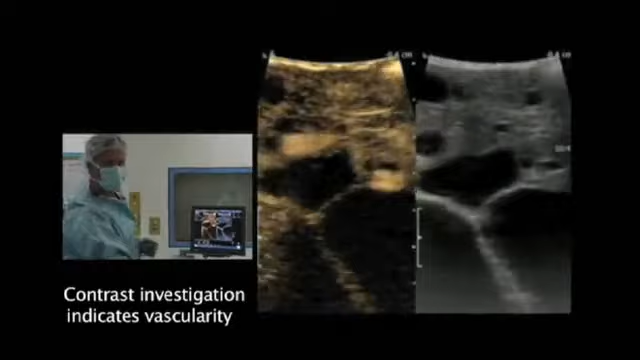 Contrast investigation
indicates vascularity